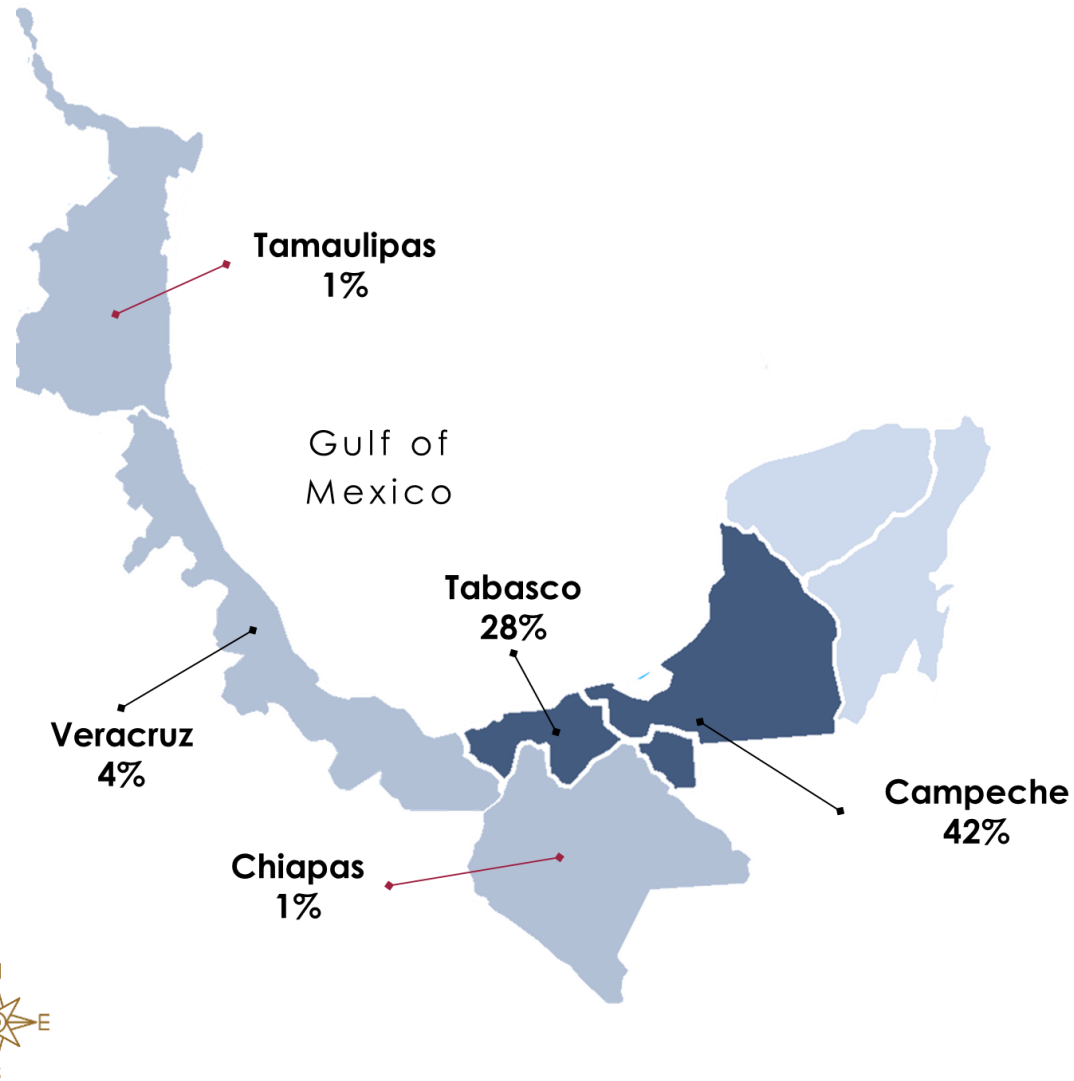 Tamaulipas
1%
Gulf of
Mexico
Tabasco
28%
Veracruz
4%
Campeche
42%
Chiapas
1%
E